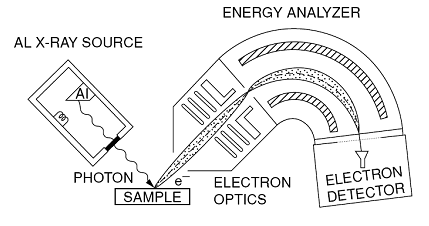 ENERGY ANALYZER
AL X-RAY SOURCE
Al
PHOTON
e−
SAMPLE
ELECTRON
OPTICS
ELECTRON
DETECTOR